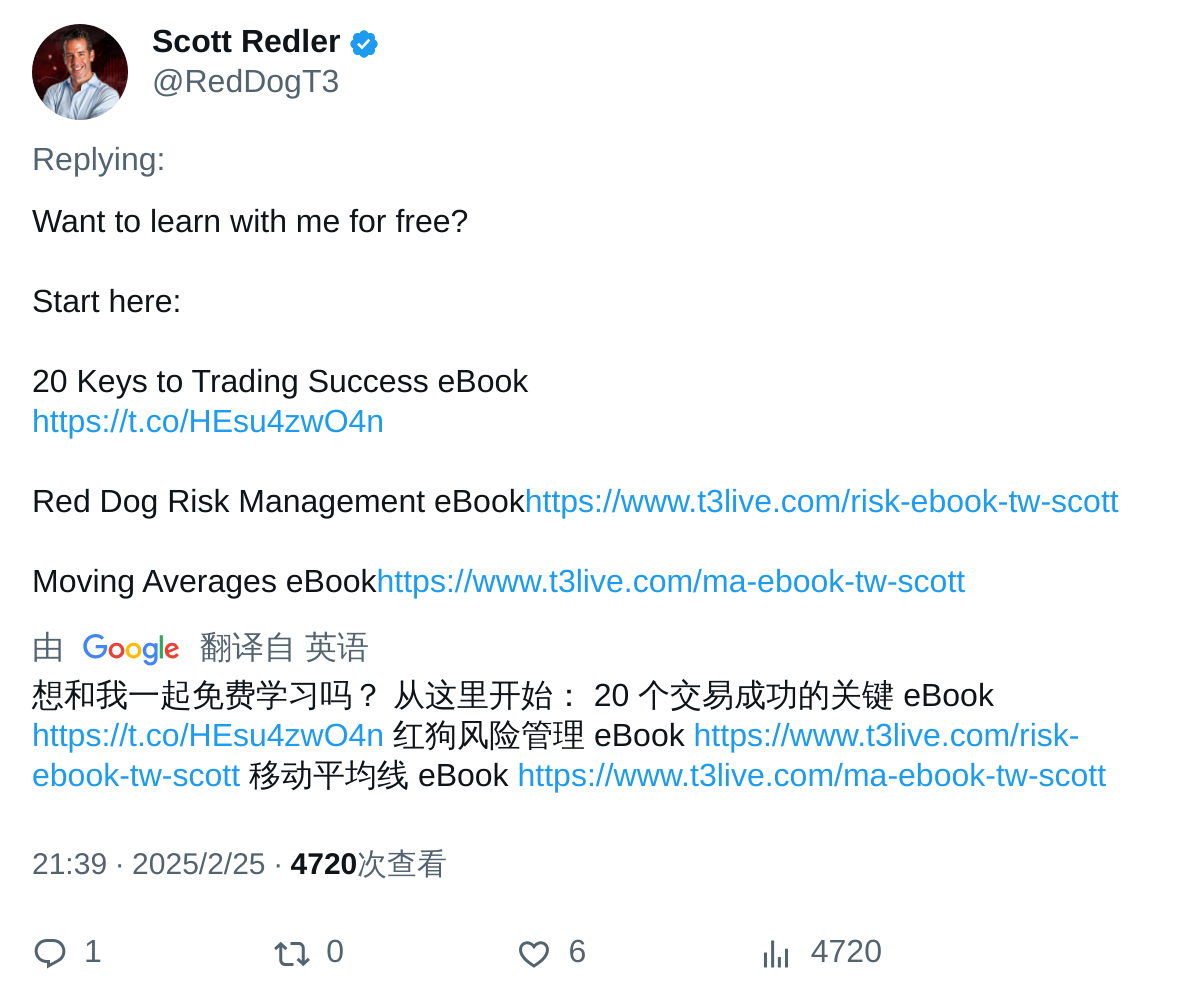 Scott Redler
@RedDogT3
Replying:
Want to learn with me for free?
Start here:
20 Keys to Trading Success eBook
https://t.co/HEsu4zwO4n
Red Dog Risk Management eBookhttps://www.t3live.com/risk-ebook-tw-scott
Moving Averages eBookhttps://www.t3live.com/ma-ebook-tw-scott
由 Google 翻译自 英语
想和我一起免费学习吗？ 从这里开始： 20 个交易成功的关键 eBook
https://t.co/HEsu4zwO4n 红狗风险管理 eBook https://www.t3live.com/risk-
ebook-tw-scott 移动平均线 eBook https://www.t3live.com/ma-ebook-tw-scott
21:39 · 2025/2/25 · 4720次查看
1 0 6 4720